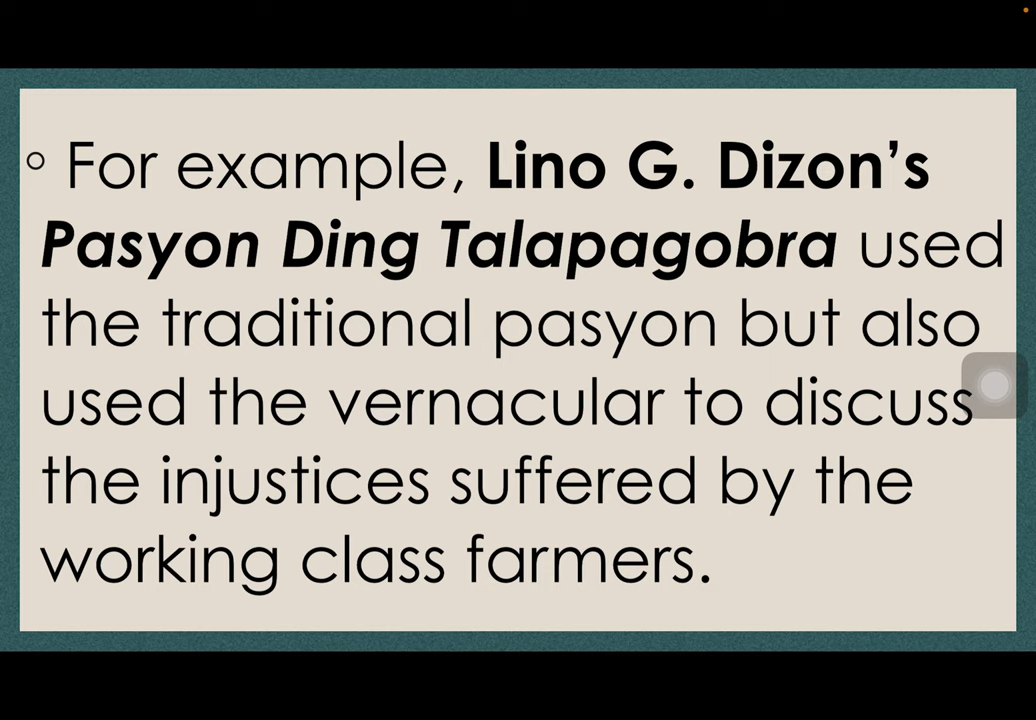 ◦ For example, Lino G. Dizon’s
Pasyon Ding Talapagobra used
the traditional pasyon but also
used the vernacular to discuss
the injustices suffered by the
working class farmers.